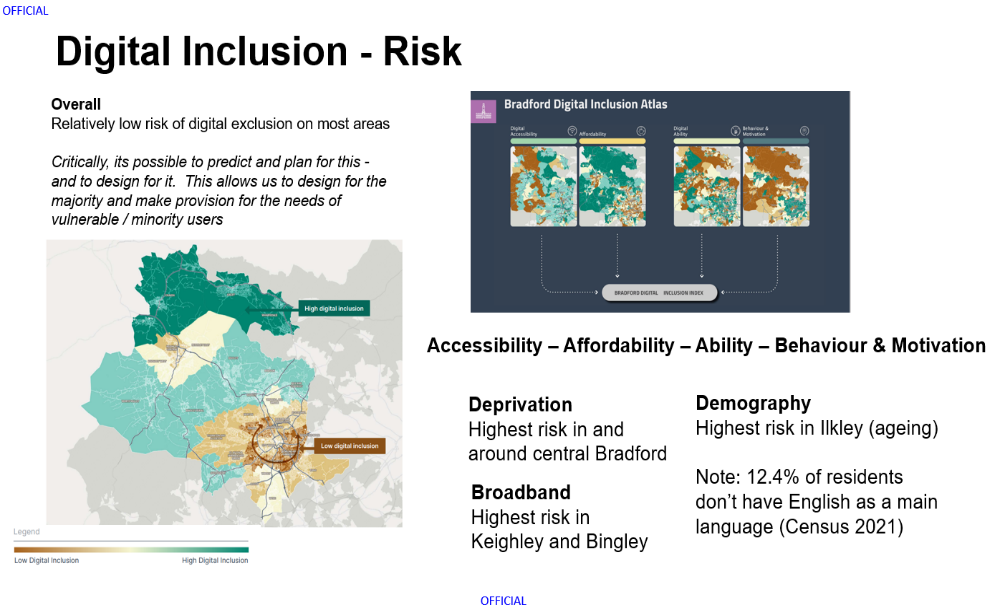 OFFICIAL
Digital Inclusion - Risk
Overall
Relatively low risk of digital exclusion on most areas
Critically, its possible to predict and plan for this -
and to design for it.  This allows us to design for the
majority and make provision for the needs of
vulnerable / minority users
High digital inclusion
Low digital inclusion
Legend
Low Digital Inclusion
High Digital Inclusion
Bradford Digital Inclusion Atlas
Digital
Accessibility
Affordability
Digital
Ability
Behaviour &
Motivation
BRADFORD DIGITAL INCLUSION INDEX
Accessibility – Affordability – Ability – Behaviour & Motivation
Deprivation
Highest risk in and
around central Bradford
Broadband
Highest risk in
Keighley and Bingley
Demography
Highest risk in Ilkley (ageing)
Note: 12.4% of residents
don’t have English as a main
language (Census 2021)
OFFICIAL